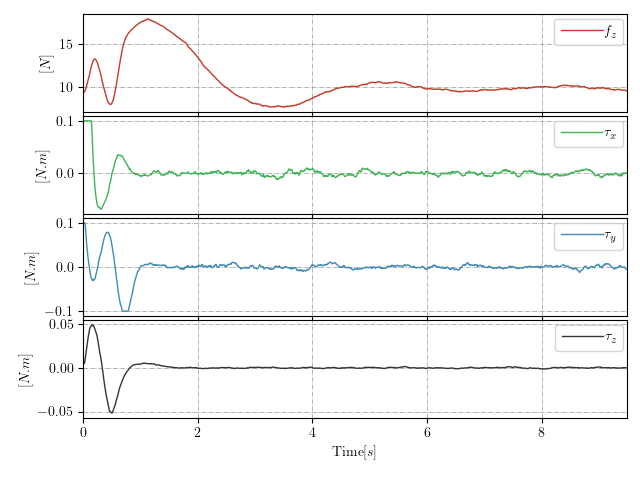 [N]
15
10
f_z
[N.m]
0.1
0.0
τ_x
[N.m]
0.1
0.0
−0.1
τ_y
[N.m]
0.05
0.00
−0.05
τ_z
0 2 4 6 8
Time[s]